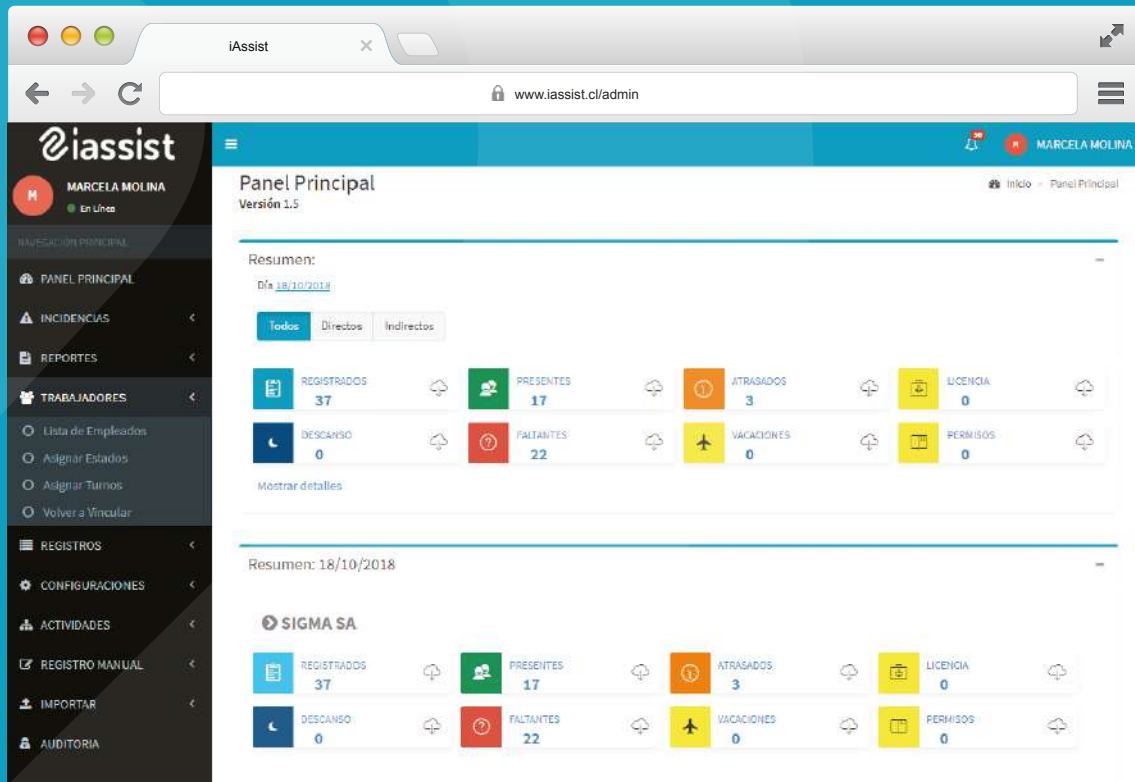 iAssist
www.iassist.cl/admin
iassist
MARCELA MOLINA
M
MARCELA MOLINA
En Línea
M
NAVEGACIÓN PRINCIPAL
PANEL PRINCIPAL
INCIDENCIAS
REPORTES
TRABAJADORES
Lista de Empleados
Asignar Estados
Asignar Turnos
Volver a Vincular
REGISTROS
CONFIGURACIONES
ACTIVIDADES
REGISTRO MANUAL
IMPORTAR
AUDITORIA
Panel Principal
Versión 1.5
Inicio > Panel Principal
Resumen:
Día 18/10/2018
Todos Directos Indirectos
REGISTRADOS PRESENTES ATRASADOS LICENCIA
37 17 3 0
DESCANSO FALTANTES VACACIONES PERMISOS
0 22 0 0
Mostrar detalles
Resumen: 18/10/2018
SIGMA SA
REGISTRADOS PRESENTES ATRASADOS LICENCIA
37 17 3 0
DESCANSO FALTANTES VACACIONES PERMISOS
0 22 0 0